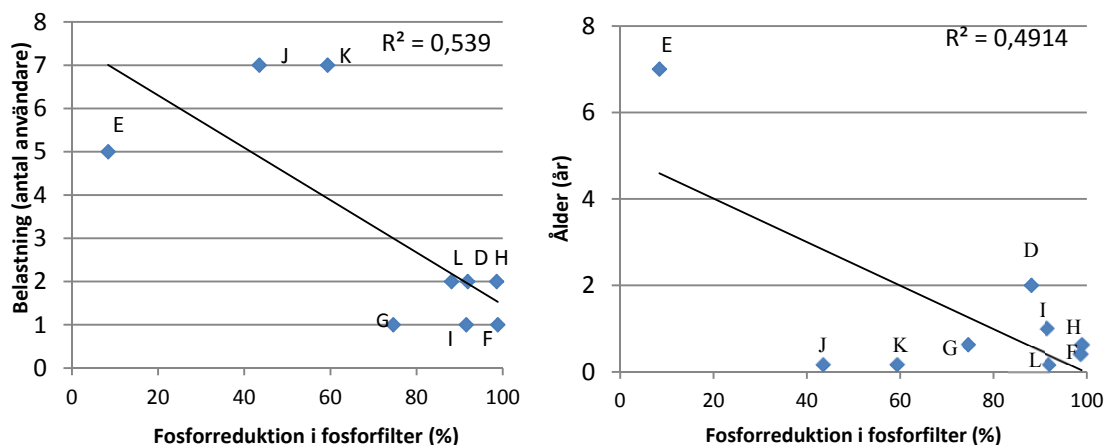 R² = 0,539
Belastning (antal användare)
8
7
6
5
4
3
2
1
0
J
K
E
L
D
H
G
I
F
0
20
40
60
80
100
Fosforreduktion i fosforfilter (%)
R² = 0,4914
Ålder (år)
8
6
4
2
0
E
D
I
H
J
K
G
F
L
0
20
40
60
80
100
Fosforreduktion i fosforfilter (%)